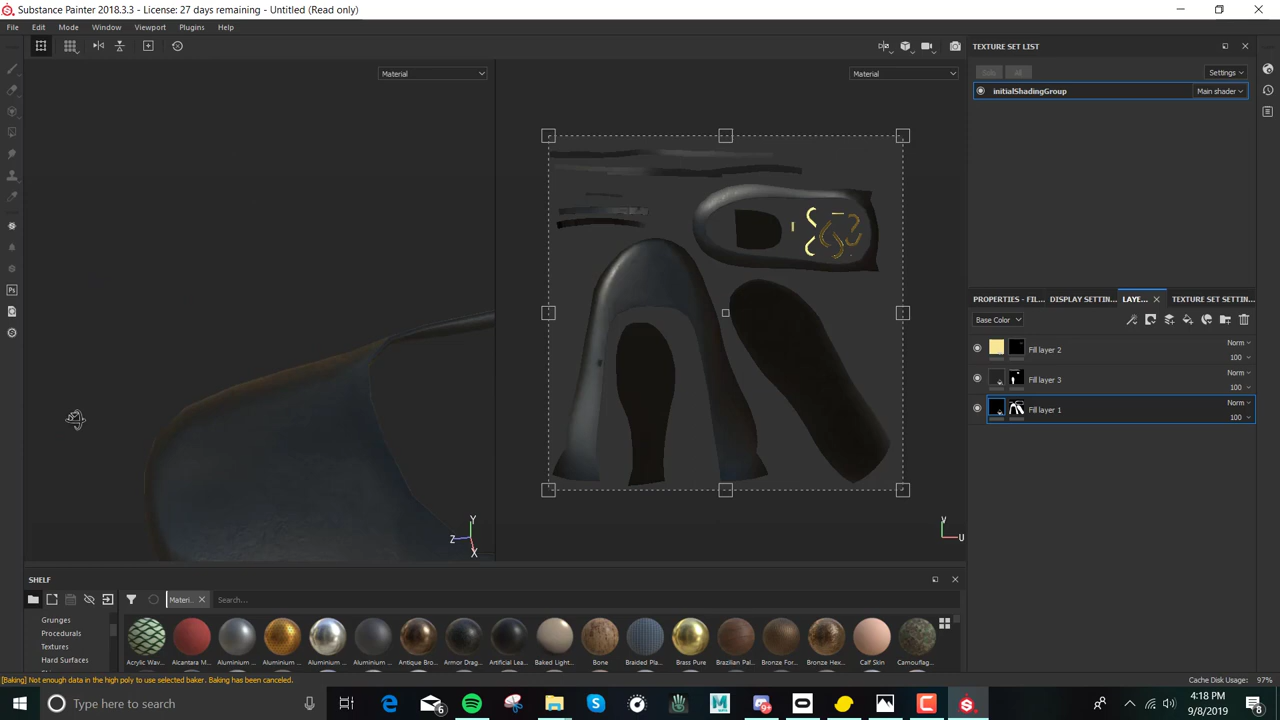 Substance Painter 2018.3.3 - License: 27 days remaining - Untitled (Read only)
File Edit Mode Window Viewport Plugins Help
Material
Material
TEXTURE SET LIST
Solo All Settings
initialShadingGroup Main shader
PROPERTIES - FIL... DISPLAY SETTIN... LAYE... TEXTURE SET SETTIN...
Base Color
Fill layer 2 Norm 100
Fill layer 3 Norm 100
Fill layer 1 Norm 100
Y
Z
X
V
U
SHELF
Materi... Search...
Grunges
Procedurals
Textures
Hard Surfaces
Acrylic Wav... Alcantara M... Aluminium ... Aluminium ... Aluminium ... Aluminium ... Antique Bro... Armor Drag... Artificial Lea... Baked Light... Bone Braided Pla... Brass Pure Brazilian Pal... Bronze For... Bronze Hex... Calf Skin Camouflag...
[Baking] Not enough data in the high poly to use selected baker. Baking has been canceled.
Cache Disk Usage: 97%
Type here to search
4:18 PM
9/8/2019